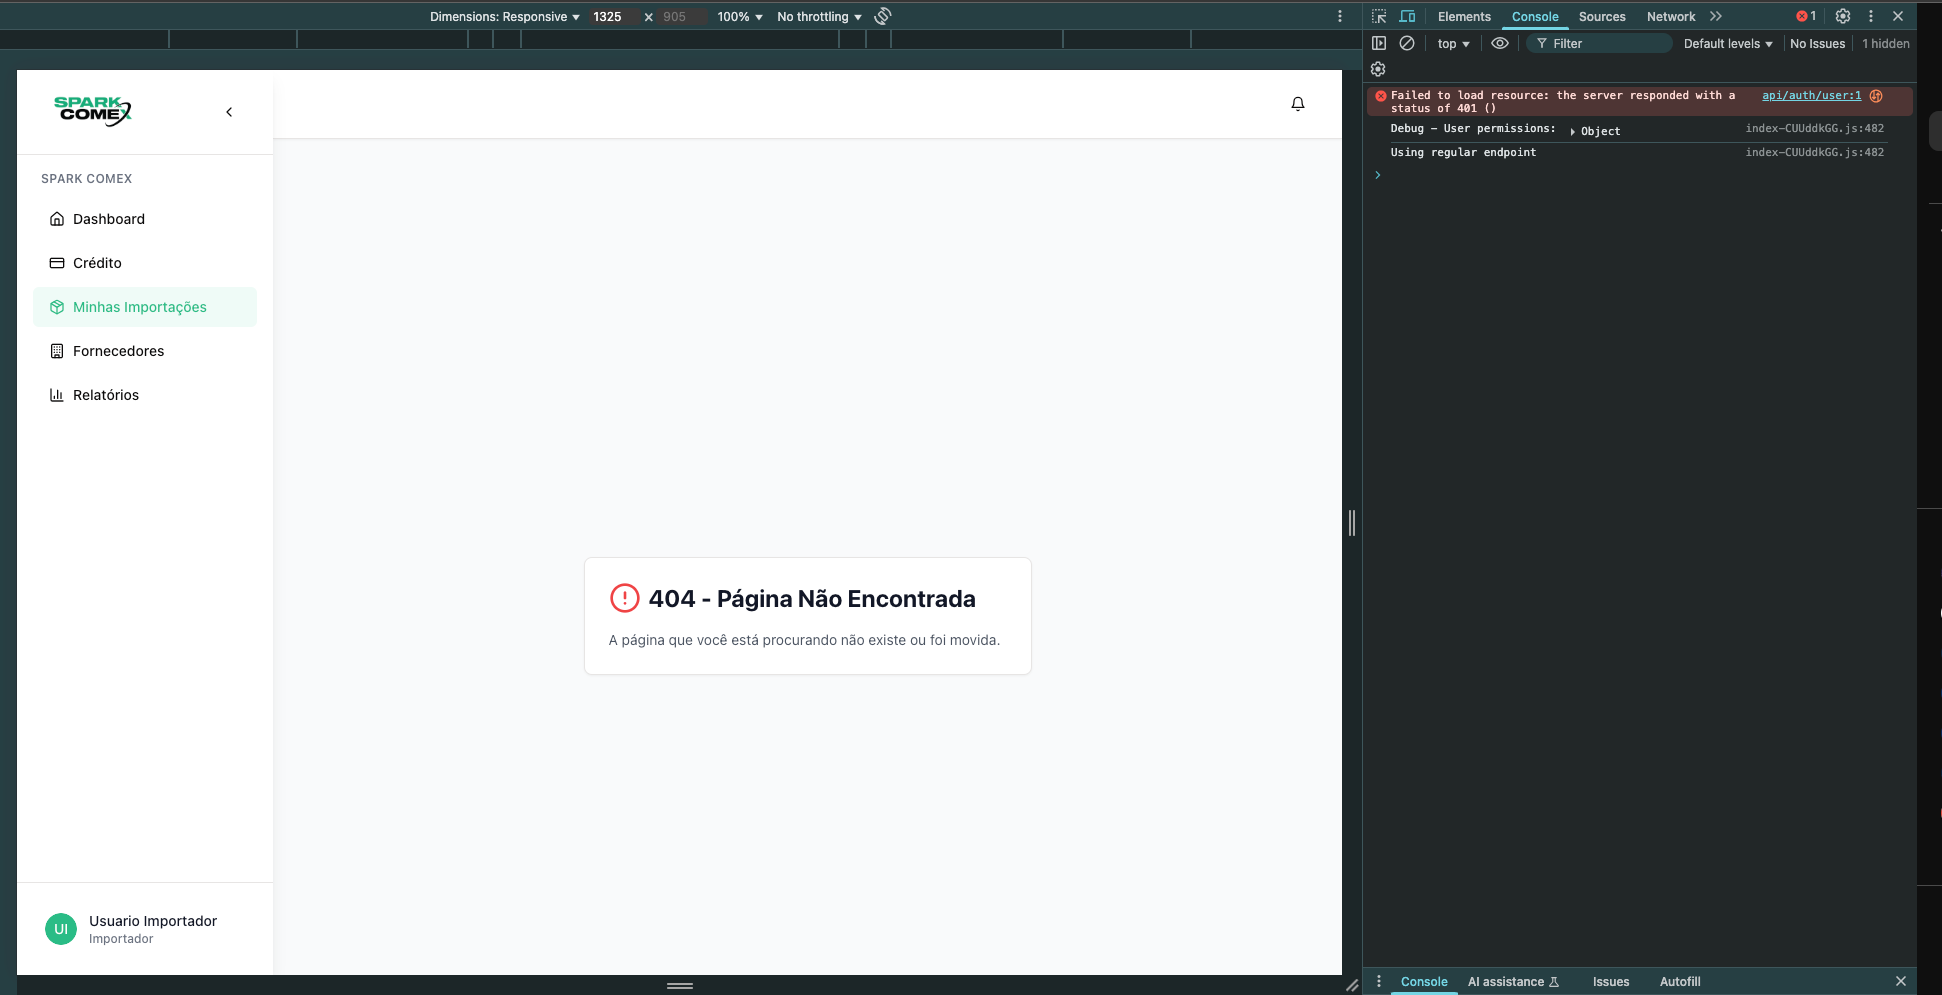 Dimensions: Responsive 1325 x 905 100% No throttling
Elements Console Sources Network 1
top Filter Default levels No Issues 1 hidden
Failed to load resource: the server responded with a status of 401 () api/auth/user:1
Debug – User permissions: Object index-CUUddkGG.js:482
Using regular endpoint index-CUUddkGG.js:482
SPARK
COMEX
SPARK COMEX
Dashboard
Crédito
Minhas Importações
Fornecedores
Relatórios
404 - Página Não Encontrada
A página que você está procurando não existe ou foi movida.
UI
Usuario Importador
Importador
Console AI assistance Issues Autofill